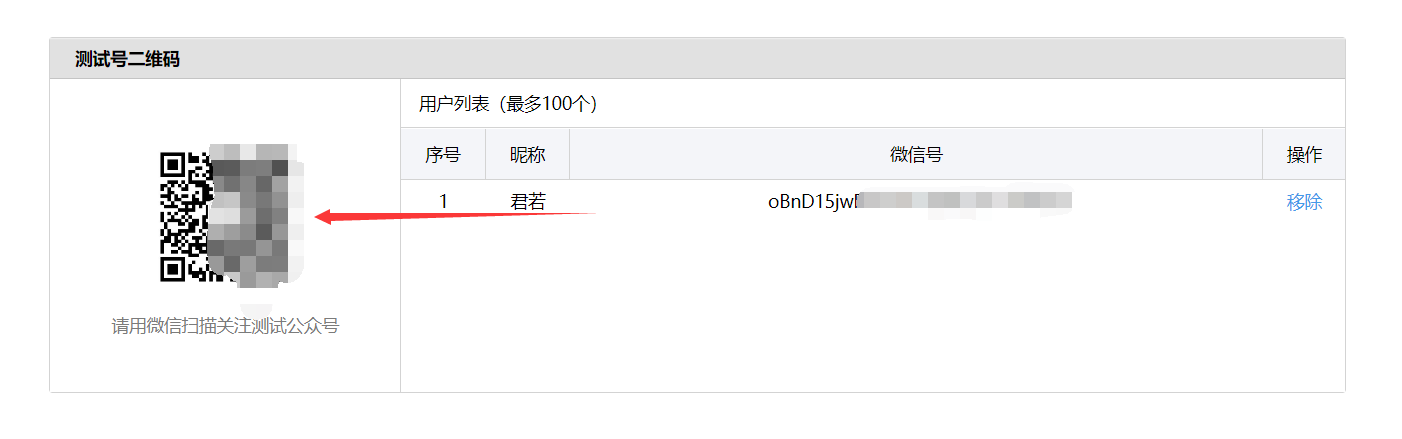 测试号二维码
用户列表（最多100个）
序号 昵称 微信号 操作
1 君若 oBnD15jw 移除
请用微信扫描关注测试公众号